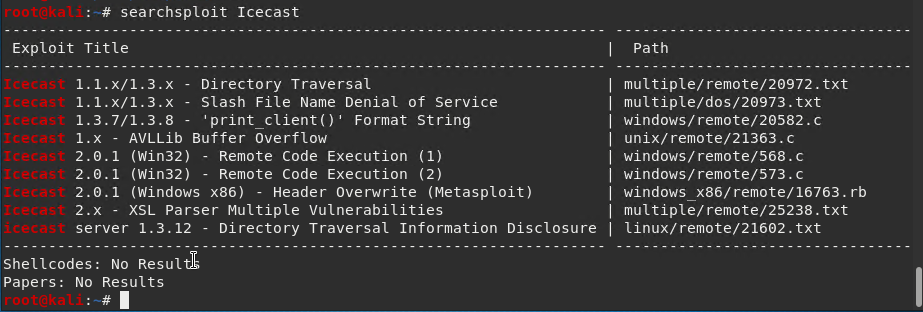 root@kali:~# searchsploit Icecast
---------------------------------------------------------------- ---------------------------------
 Exploit Title                                                  |  Path
---------------------------------------------------------------- ---------------------------------
Icecast 1.1.x/1.3.x - Directory Traversal                       | multiple/remote/20972.txt
Icecast 1.1.x/1.3.x - Slash File Name Denial of Service         | multiple/dos/20973.txt
Icecast 1.3.7/1.3.8 - 'print_client()' Format String            | windows/remote/20582.c
Icecast 1.x - AVLLib Buffer Overflow                            | unix/remote/21363.c
Icecast 2.0.1 (Win32) - Remote Code Execution (1)               | windows/remote/568.c
Icecast 2.0.1 (Win32) - Remote Code Execution (2)               | windows/remote/573.c
Icecast 2.0.1 (Windows x86) - Header Overwrite (Metasploit)     | windows_x86/remote/16763.rb
Icecast 2.x - XSL Parser Multiple Vulnerabilities               | multiple/remote/25238.txt
icecast server 1.3.12 - Directory Traversal Information Disclosure | linux/remote/21602.txt
---------------------------------------------------------------- ---------------------------------
Shellcodes: No Results
Papers: No Results
root@kali:~#